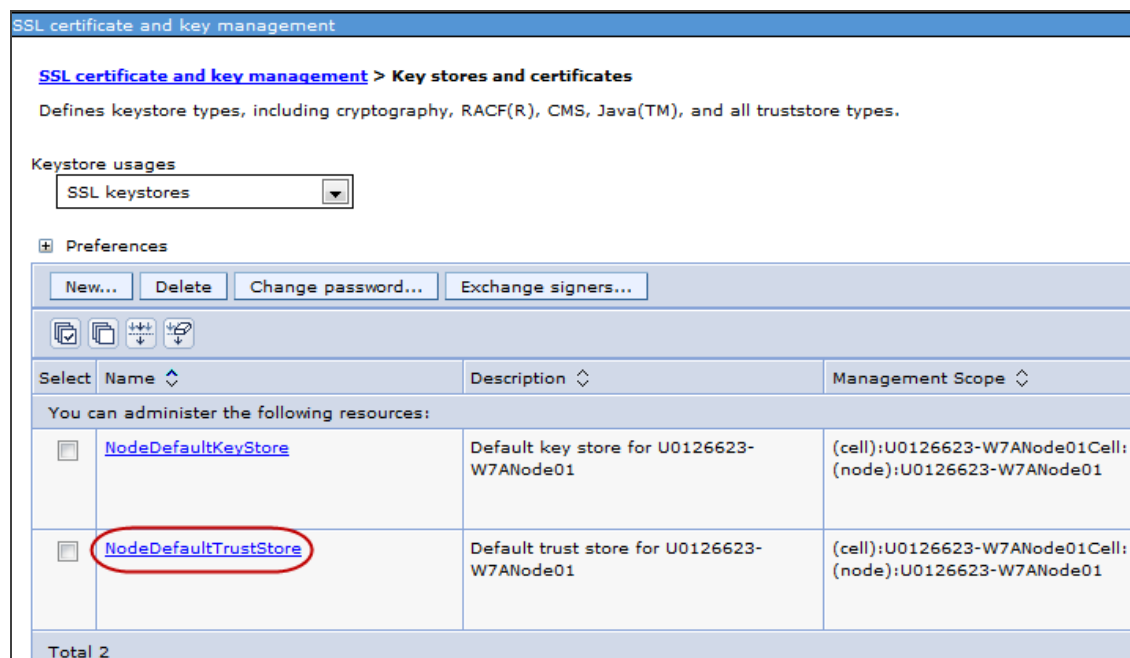 SSL certificate and key management
SSL certificate and key management > Key stores and certificates
Defines keystore types, including cryptography, RACF(R), CMS, Java(TM), and all truststore types.
Keystore usages
SSL keystores
Preferences
New... Delete Change password... Exchange signers...
Select Name Description Management Scope
You can administer the following resources:
NodeDefaultKeyStore Default key store for U0126623- (cell):U0126623-W7ANode01Cell:
W7ANode01 (node):U0126623-W7ANode01
NodeDefaultTrustStore Default trust store for U0126623- (cell):U0126623-W7ANode01Cell:
W7ANode01 (node):U0126623-W7ANode01
Total 2